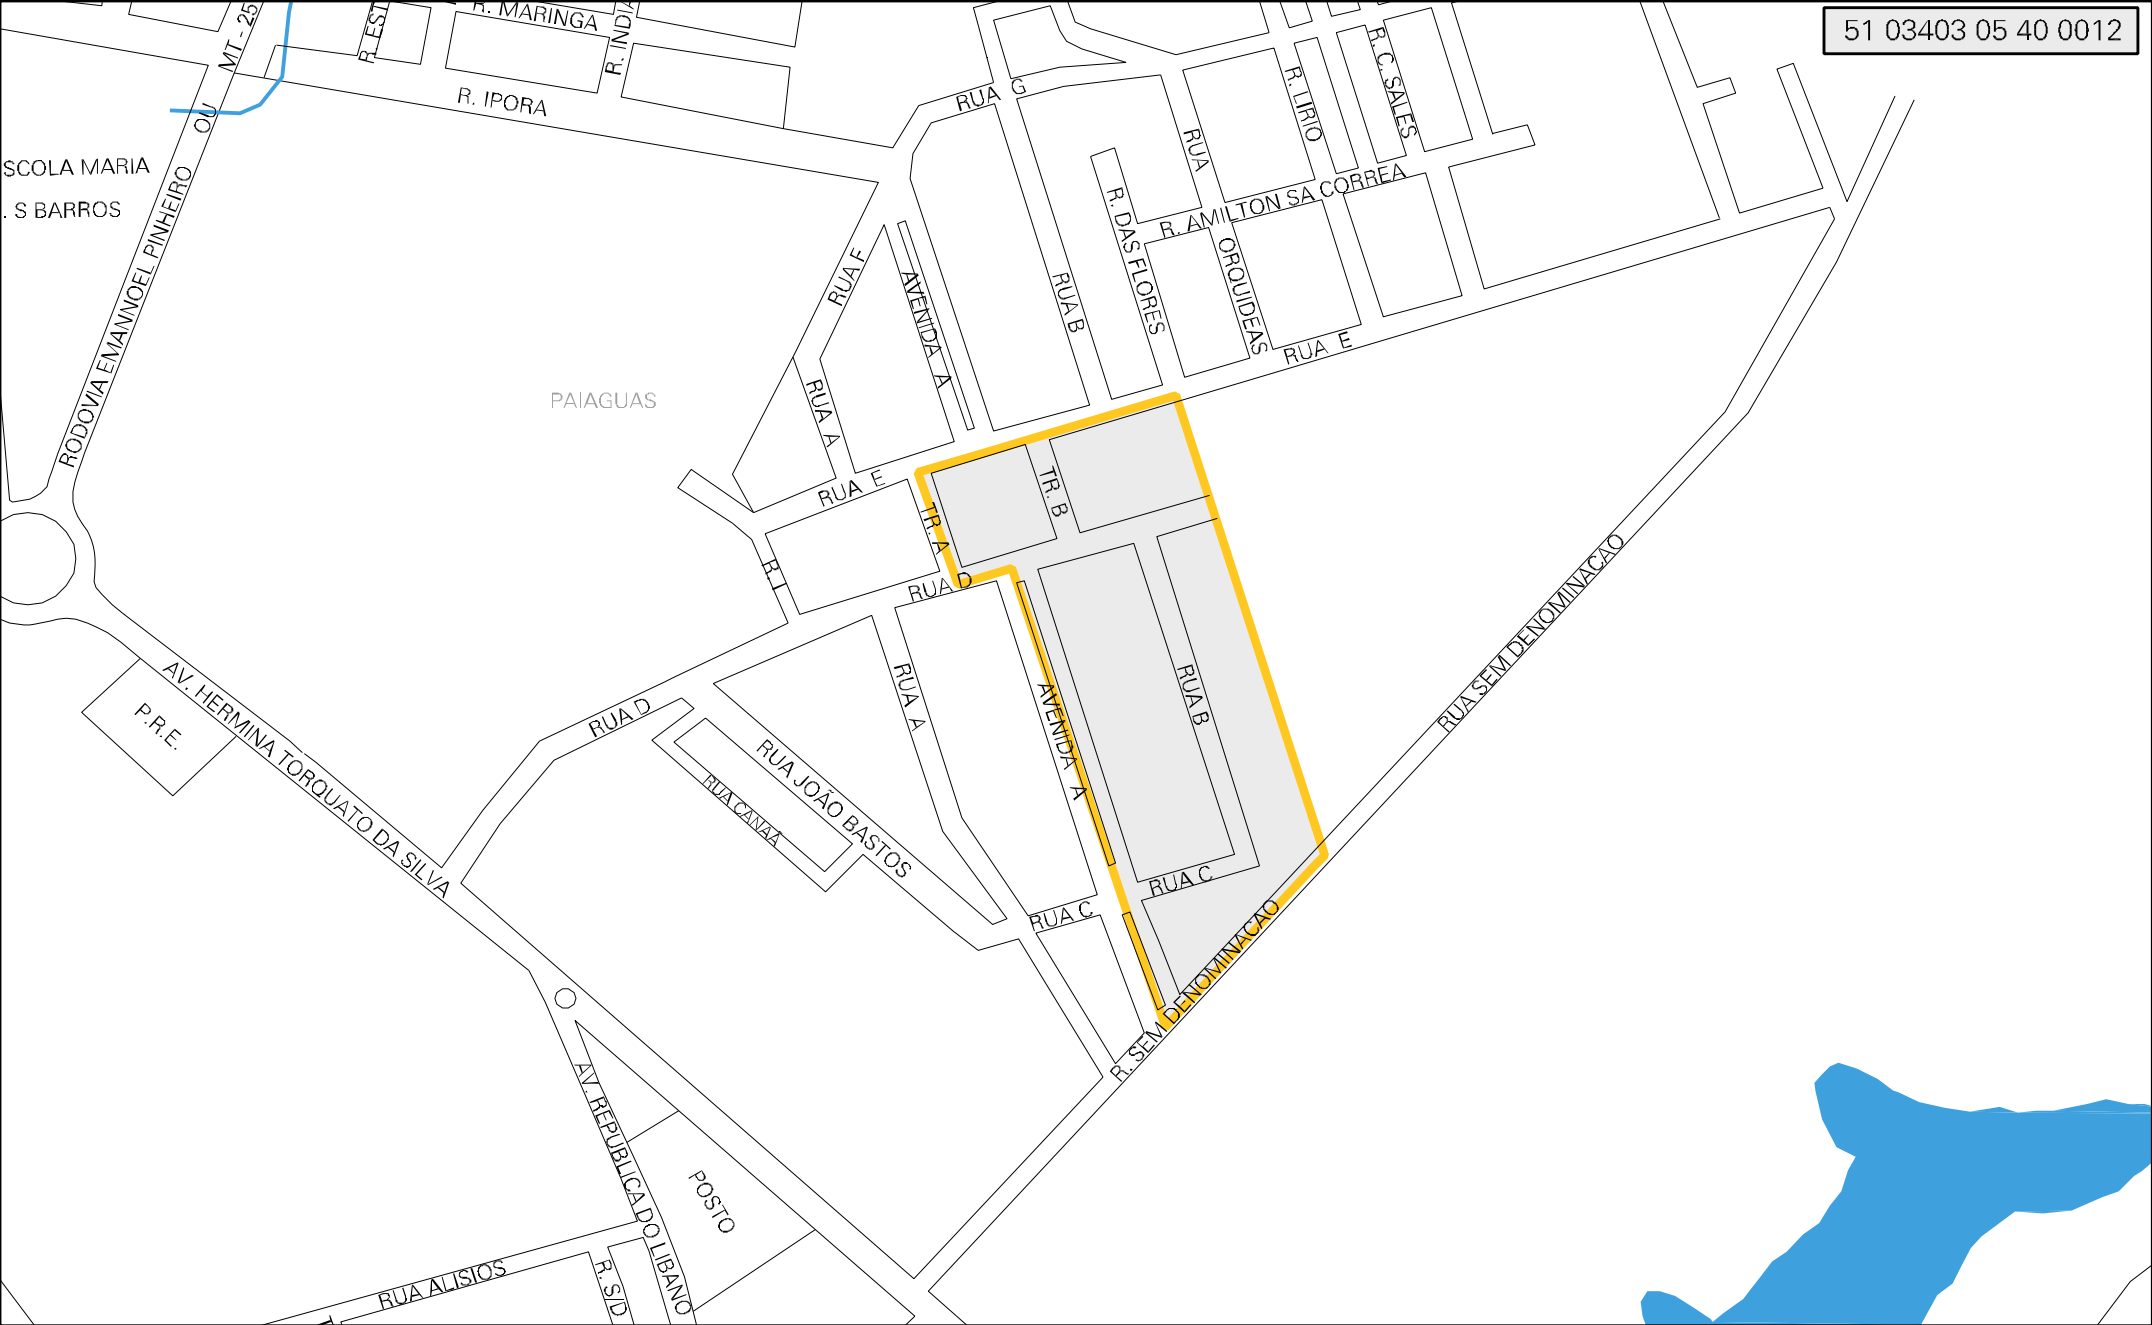 51 03403 05 40 0012
MT - 25
R. EST
R. MARINGA
R. INDIA
R. IPORA
OU
RUA G
R. LIRIO
R. C. SALES
RUA
SCOLA MARIA
. S BARROS
R. AMILTON SA CORREA
R. DAS FLORES
ORQUIDEAS
RODOVIA EMANNOEL PINHEIRO
RUA F
AVENIDA A
RUA B
RUA E
PAIAGUAS
RUA A
RUA E
TR. B
TR. A
R. I
RUA D
RUA SEM DENOMINACAO
AV. HERMINA TORQUATO DA SILVA
P.R.E.
RUA D
RUA A
AVENIDA A
RUA B
RUA JOÃO BASTOS
RUA CANAÃ
RUA C
RUA C
R. SEM DENOMINACAO
AV. REPUBLICA DO LIBANO
POSTO
RUA ALISIOS
R. S/D